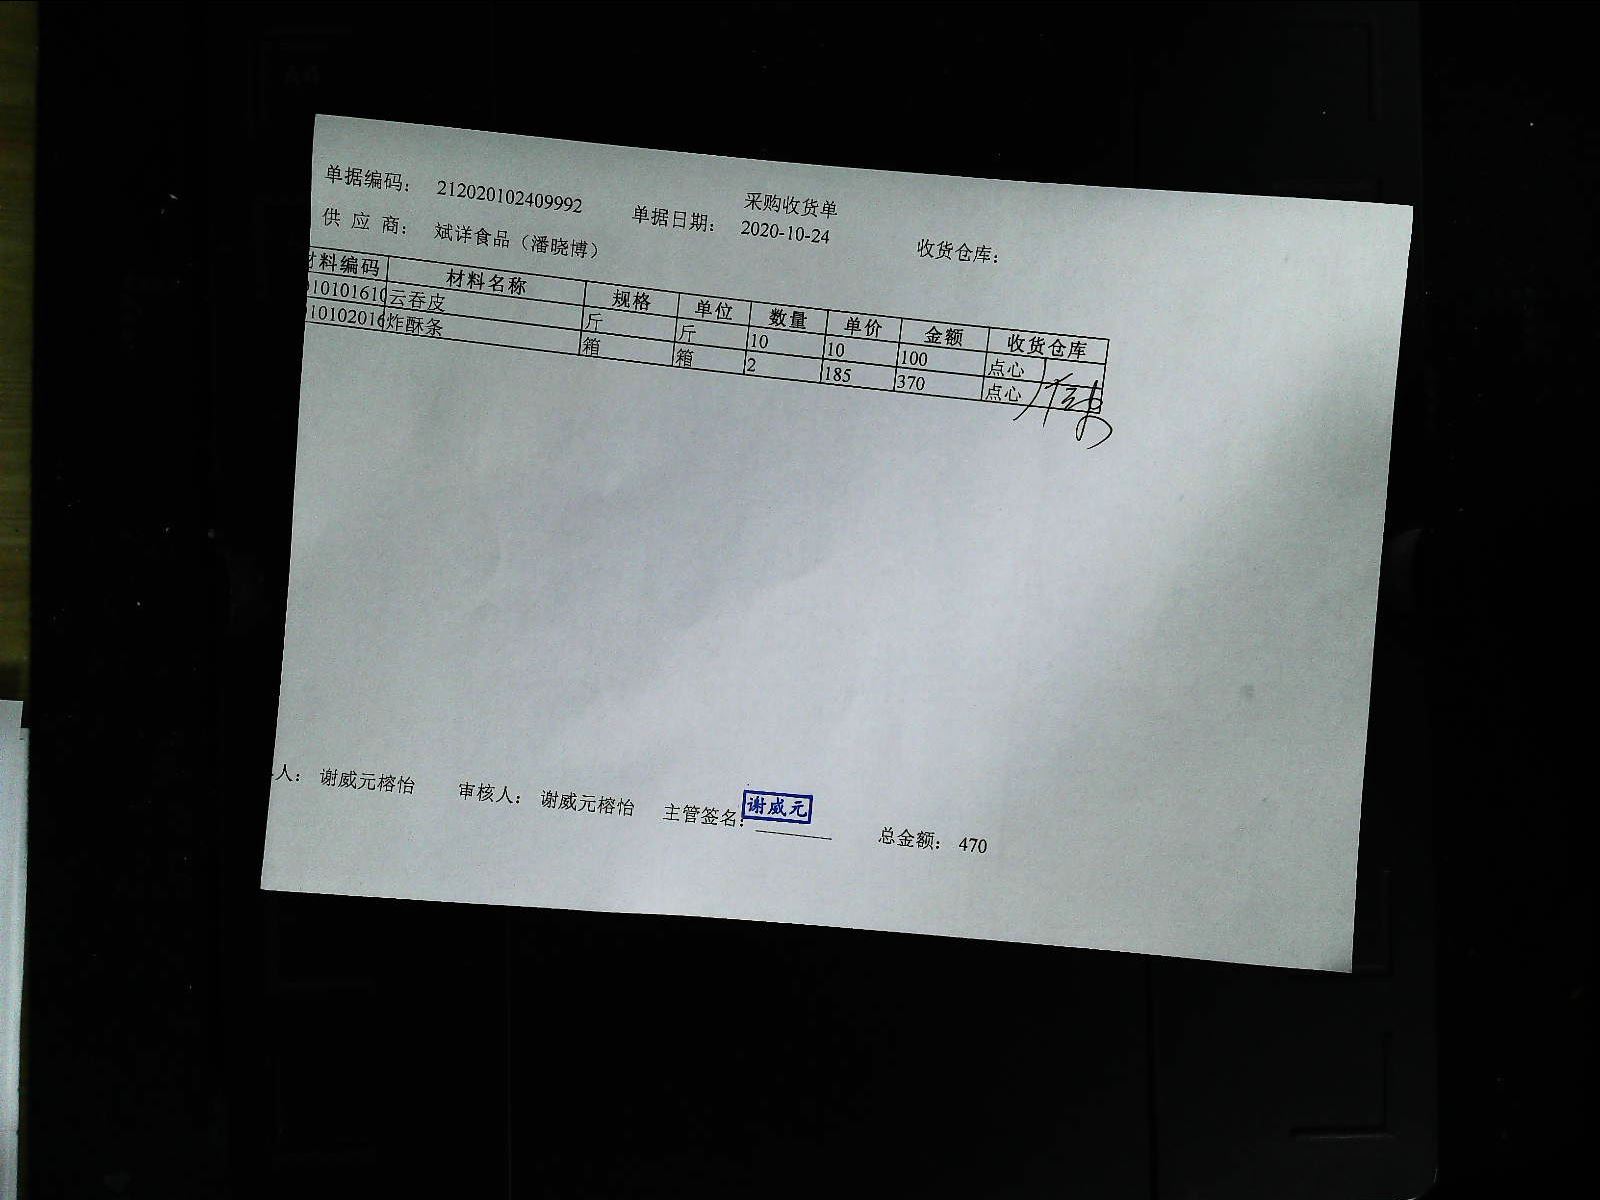 采购收货单
单据编码: 212020102409992 单据日期: 2020-10-24 收货仓库:
供 应 商: 斌详食品（潘晓博）
材料编码 材料名称 规格 单位 数量 单价 金额 收货仓库
10101610 云吞皮 斤 斤 10 10 100 点心
10102016 炸酥条 箱 箱 2 185 370 点心
人: 谢威元榕怡 审核人: 谢威元榕怡 主管签名: 谢威元 总金额: 470